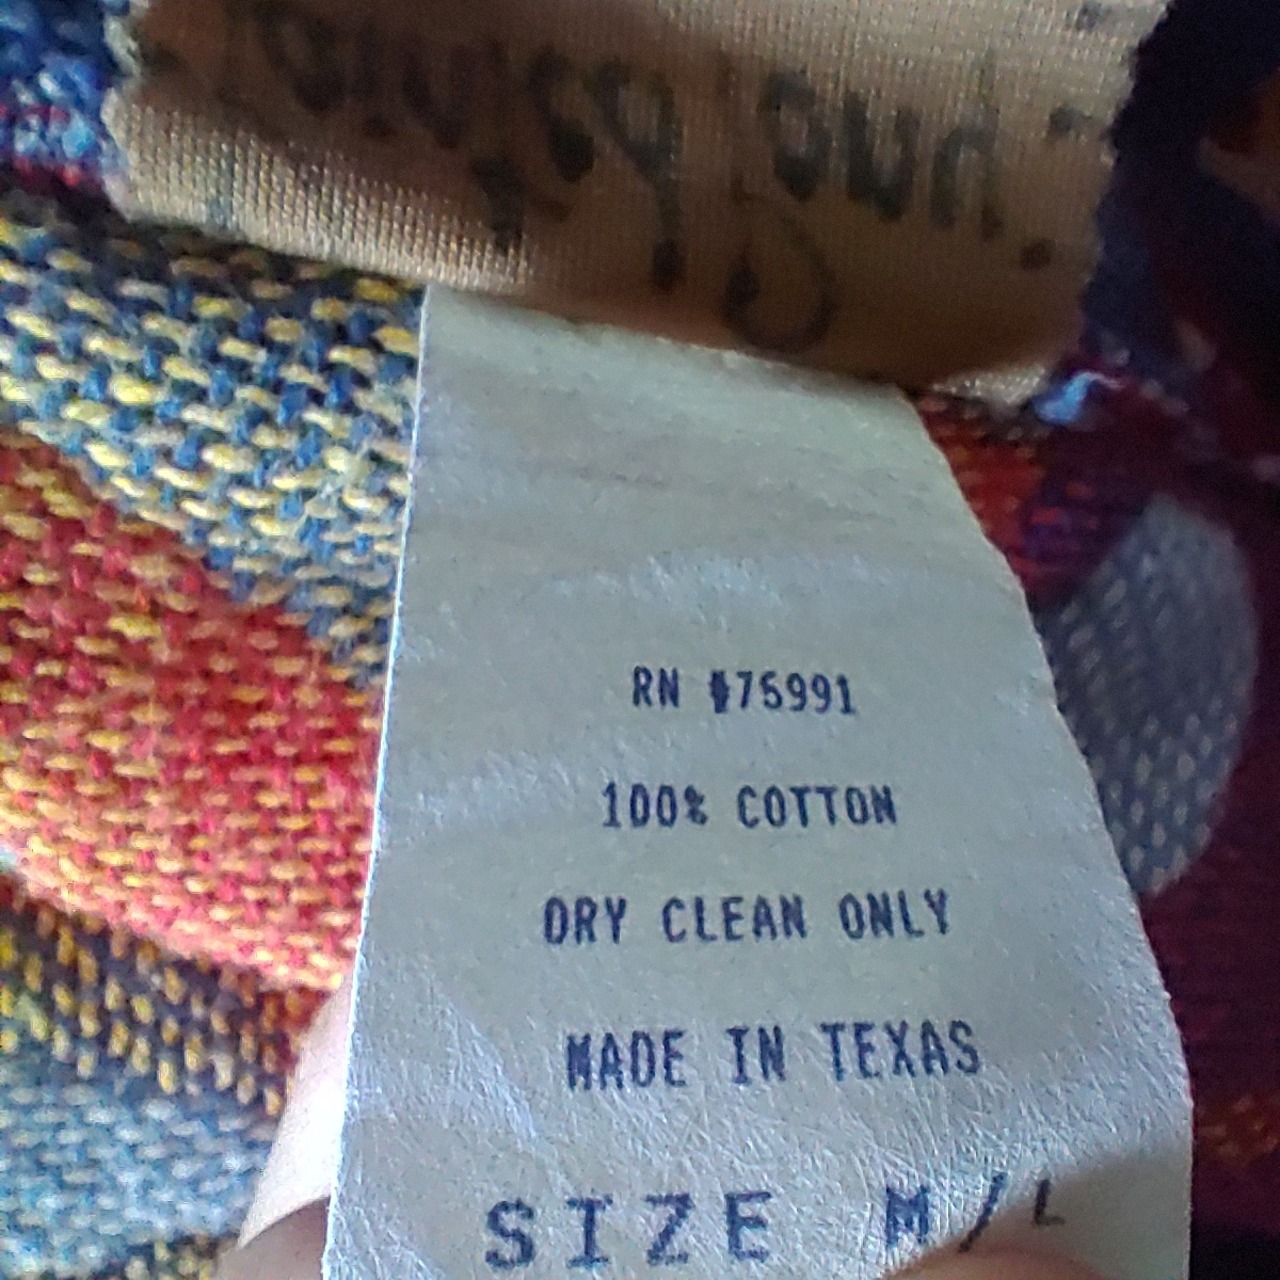 RN #75991
100% COTTON
DRY CLEAN ONLY
MADE IN TEXAS
SIZE M/L